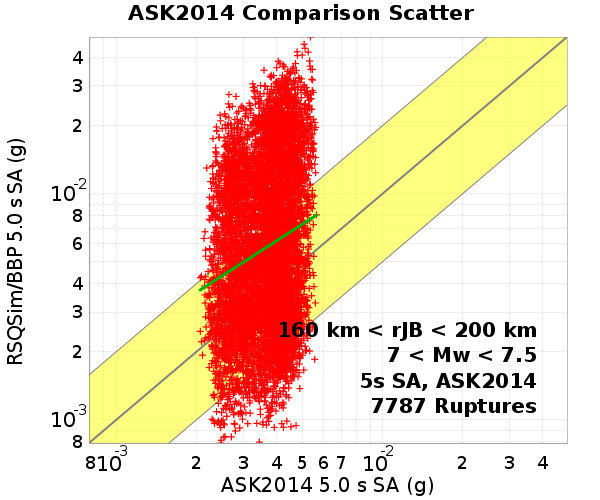 ASK2014 Comparison Scatter
RSQSim/BBP 5.0 s SA (g)
4
3
2
10-2
8
6
4
3
2
10-3
8
160 km < rJB < 200 km
7 < Mw < 7.5
5s SA, ASK2014
7787 Ruptures
8 10-3 2 3 4 5 6 7 10-2 2 3 4
ASK2014 5.0 s SA (g)